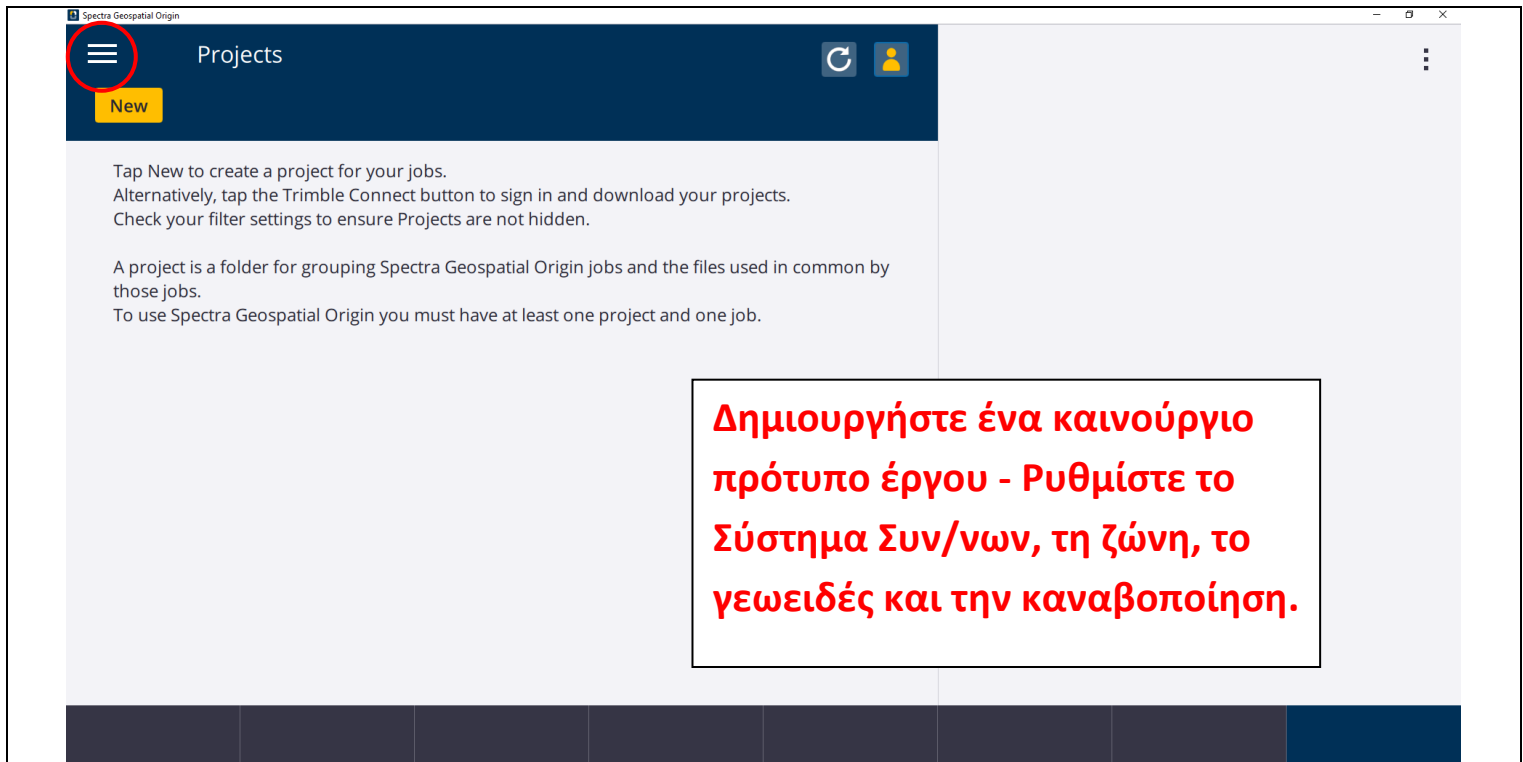 Spectra Geospatial Origin
Projects
New
Tap New to create a project for your jobs.
Alternatively, tap the Trimble Connect button to sign in and download your projects.
Check your filter settings to ensure Projects are not hidden.
A project is a folder for grouping Spectra Geospatial Origin jobs and the files used in common by
those jobs.
To use Spectra Geospatial Origin you must have at least one project and one job.
Δημιουργήστε ένα καινούργιο
πρότυπο έργου - Ρυθμίστε το
Σύστημα Συν/νων, τη ζώνη, το
γεωειδές και την καναβοποίηση.